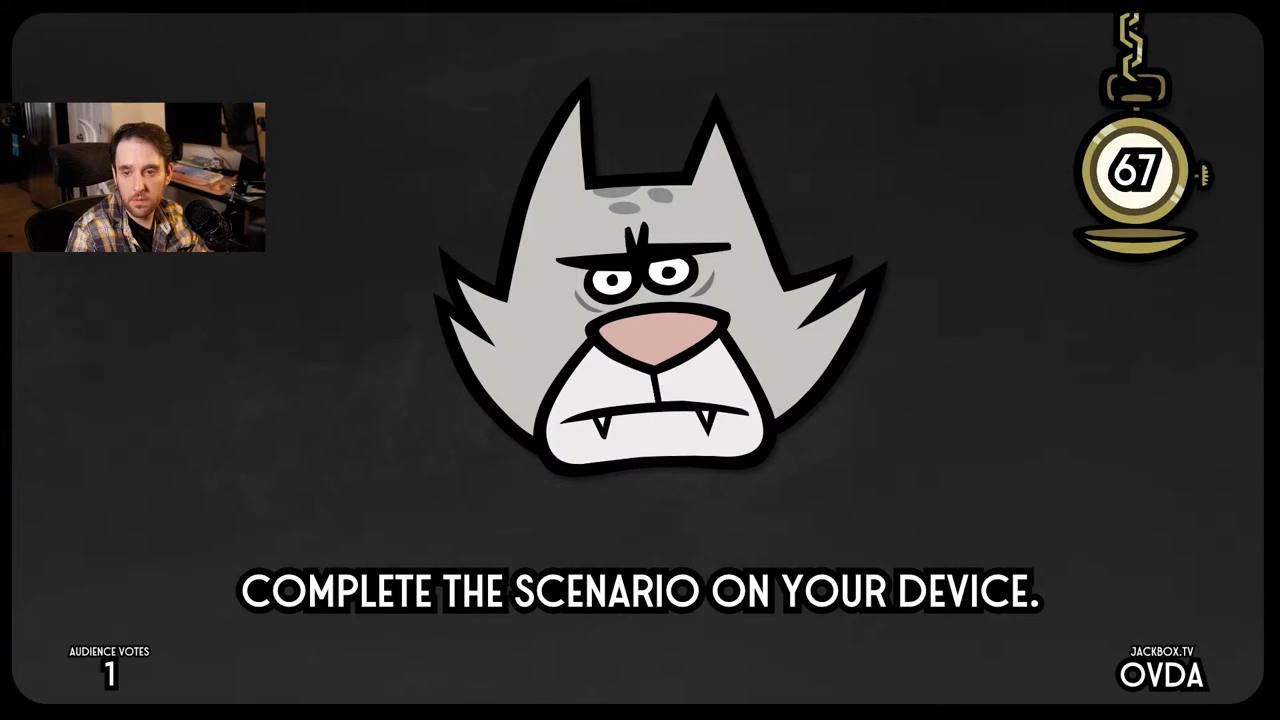 67
COMPLETE THE SCENARIO ON YOUR DEVICE.
AUDIENCE VOTES
1
JACKBOX.TV
OVDA